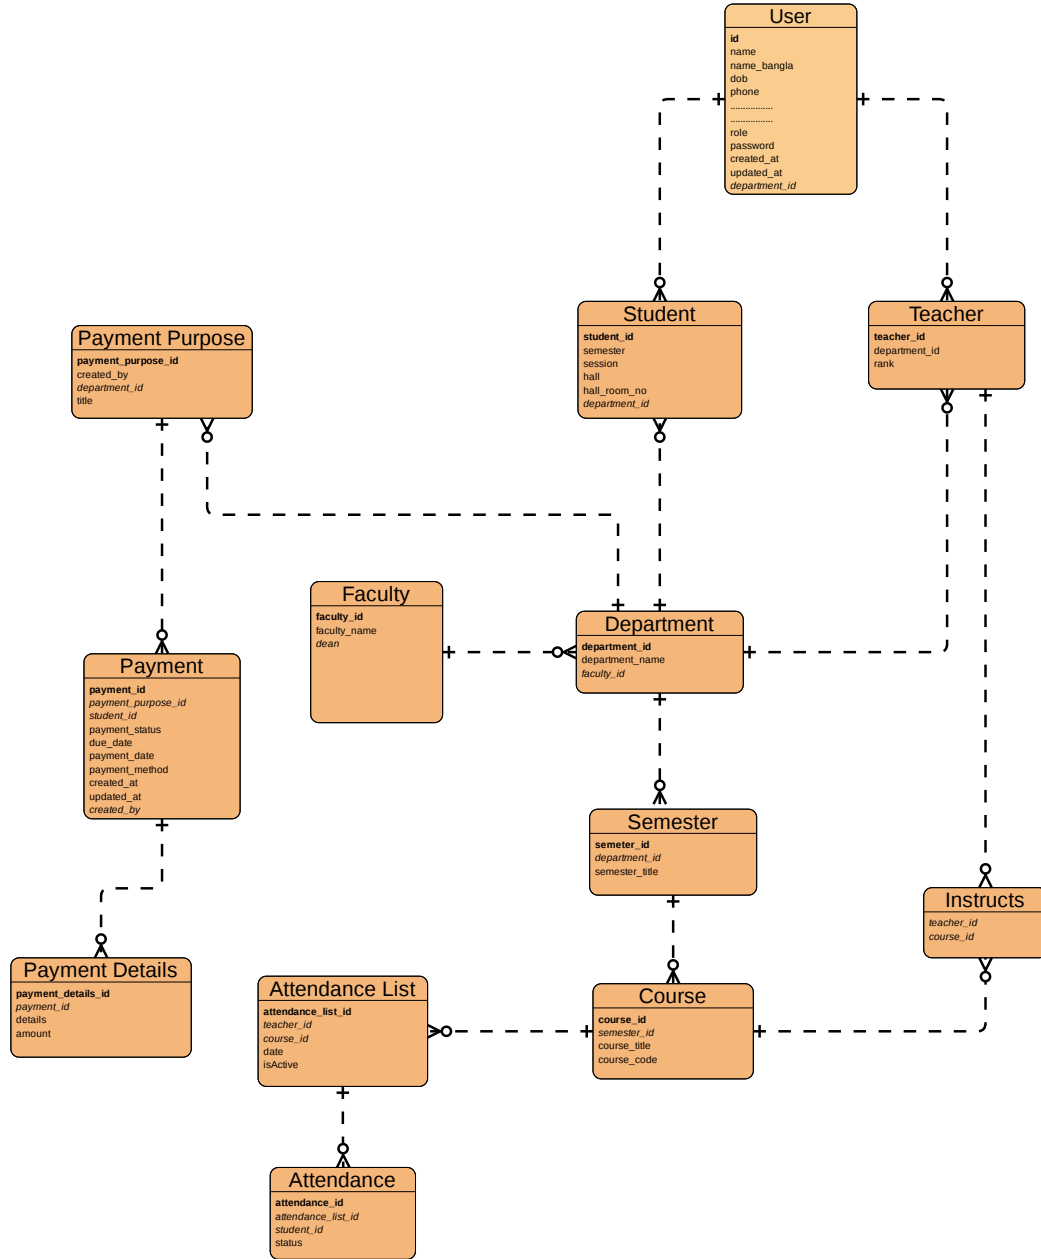 User
id
name
name_bangla
dob
phone
.................
.................
role
password
created_at
updated_at
department_id
Student
student_id
semester
session
hall
hall_room_no
department_id
Teacher
teacher_id
department_id
rank
Payment Purpose
payment_purpose_id
created_by
department_id
title
Faculty
faculty_id
faculty_name
dean
Department
department_id
department_name
faculty_id
Payment
payment_id
payment_purpose_id
student_id
payment_status
due_date
payment_date
payment_method
created_at
updated_at
created_by
Semester
semeter_id
department_id
semester_title
Instructs
teacher_id
course_id
Payment Details
payment_details_id
payment_id
details
amount
Attendance List
attendance_list_id
teacher_id
course_id
date
isActive
Course
course_id
semester_id
course_title
course_code
Attendance
attendance_id
attendance_list_id
student_id
status